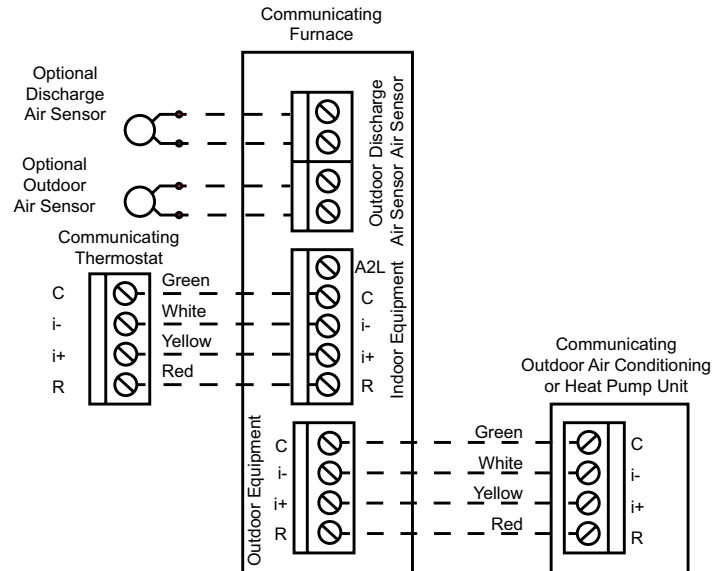 Communicating
Furnace
Optional
Discharge
Air Sensor
Optional
Outdoor
Air Sensor
Outdoor Discharge
Air Sensor Air Sensor
Communicating
Thermostat
C
i-
i+
R
Green
White
Yellow
Red
A2L
C
i-
i+
R
Indoor Equipment
Outdoor Equipment
C
i-
i+
R
Green
White
Yellow
Red
Communicating
Outdoor Air Conditioning
or Heat Pump Unit
C
i-
i+
R